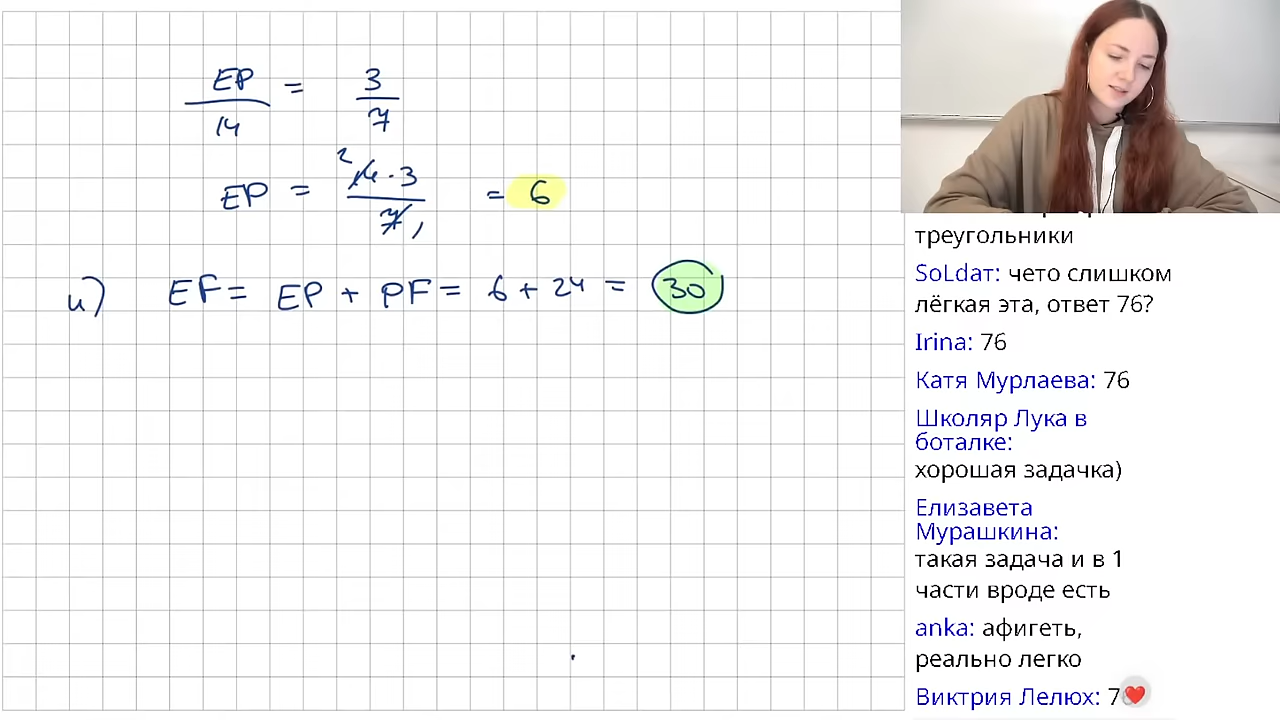 EP/14 = 3/7
EP = 14 · 3/7 = 6
2
1
и) EF = EP + PF = 6 + 24 = 30
треугольники
SoLdaт: чето слишком
лёгкая эта, ответ 76?
Irina: 76
Катя Мурлаева: 76
Школяр Лука в
боталке:
хорошая задачка)
Елизавета
Мурашкина:
такая задача и в 1
части вроде есть
anka: афигеть,
реально легко
Виктрия Лелюх: 7